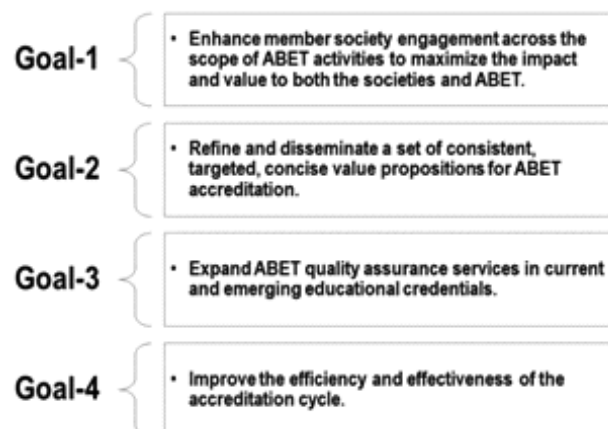 Goal-1
• Enhance member society engagement across the
scope of ABET activities to maximize the impact
and value to both the societies and ABET.
Goal-2
• Refine and disseminate a set of consistent,
targeted, concise value propositions for ABET
accreditation.
Goal-3
• Expand ABET quality assurance services in current
and emerging educational credentials.
Goal-4
• Improve the efficiency and effectiveness of the
accreditation cycle.